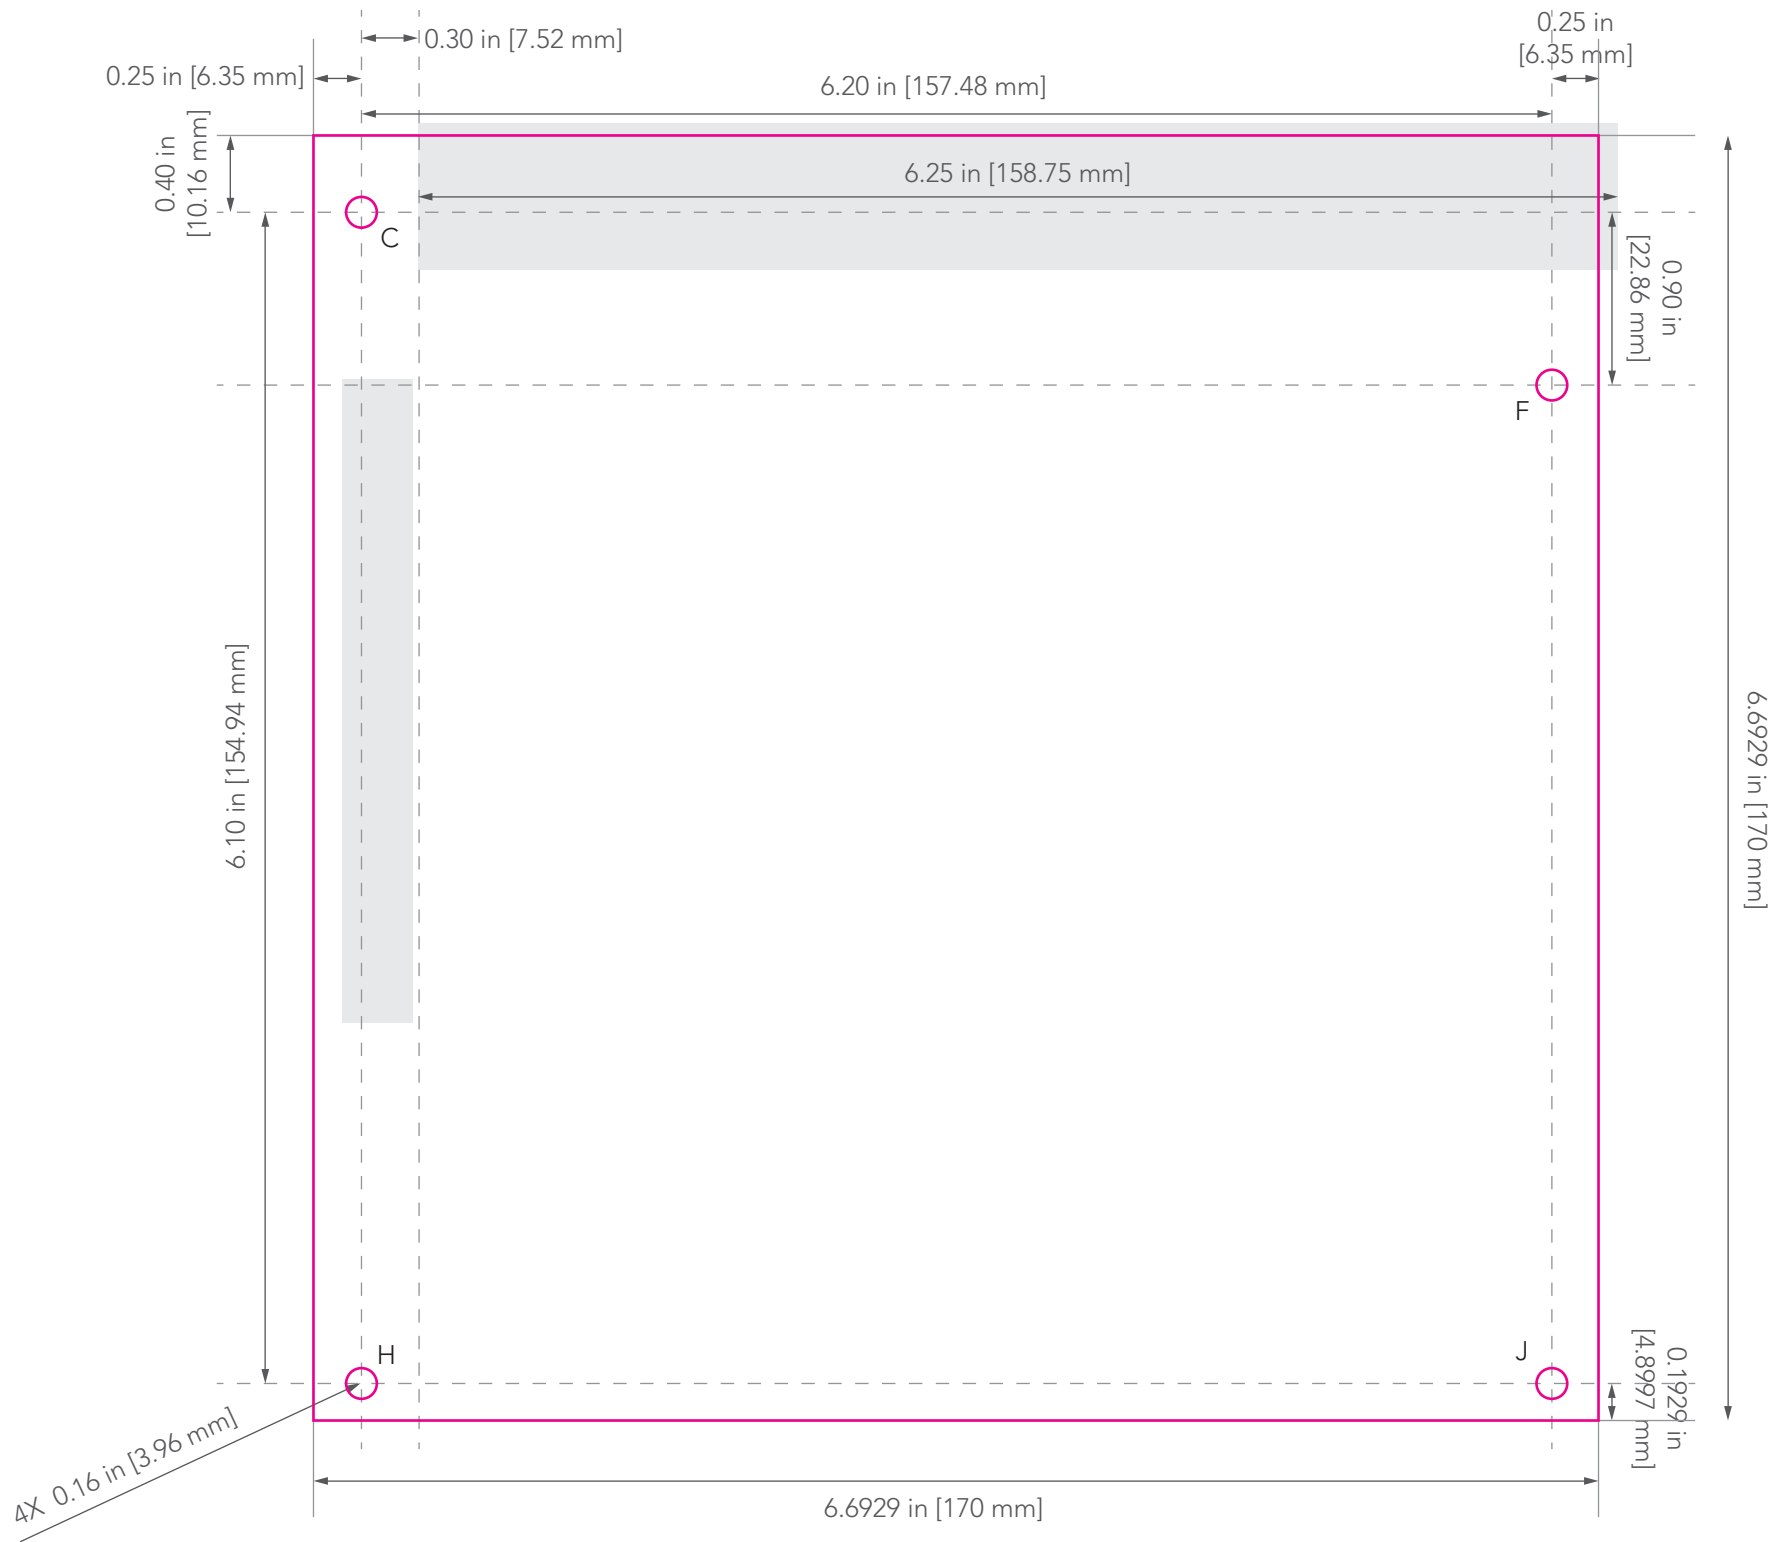 0.25 in
[6.35 mm]
0.30 in [7.52 mm]
0.25 in [6.35 mm]
6.20 in [157.48 mm]
0.40 in
[10.16 mm]
6.25 in [158.75 mm]
C
0.90 in
[22.86 mm]
F
6.10 in [154.94 mm]
6.6929 in [170 mm]
H
J
0.1929 in
[4.8997 mm]
4X 0.16 in [3.96 mm]
6.6929 in [170 mm]